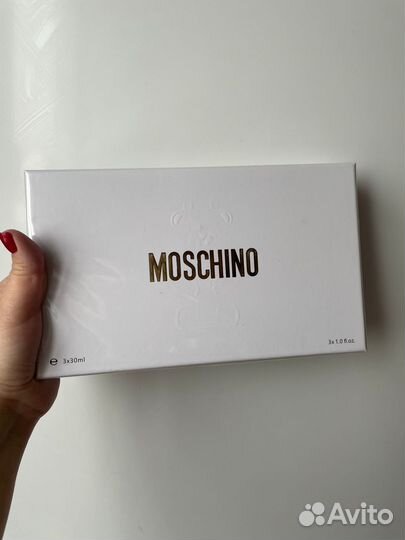 MOSCHINO
℮ 3x30ml
3x 1.0 fl.oz.
Avito